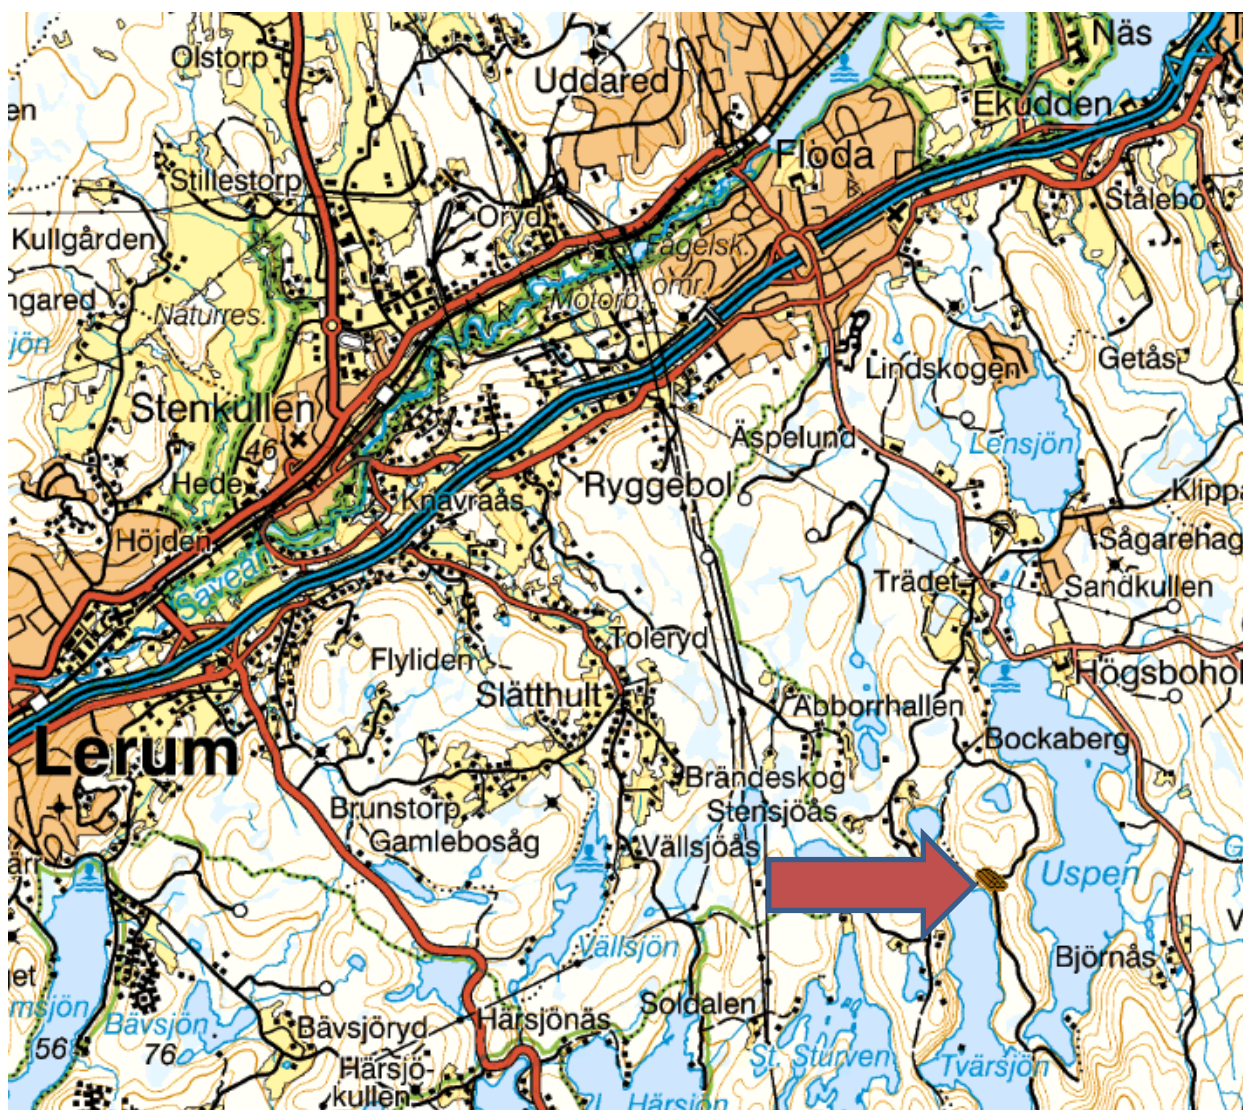 Näs
Olstorp
Uddared
Ekudden
Floda
Stillestorp
Stålebo
Oryd
Kullgården
Fågelsk.
omr.
Motorb.
Naturres.
Getås
Lindskogen
Stenkullen
46
Äspelund
Lensjön
Hede
Ryggebol
Knavraås
Höjden
Sågarehag
Säveån
Trädet
Sandkullen
Toleryd
Flyliden
Slätthult
Högsbohol
Abborrhallen
Lerum
Bockaberg
Brändeskog
Brunstorp
Stensjöås
Gamlebosåg
Vällsjöås
Uspen
Vällsjön
Björnås
Soldalen
Härsjönäs
Bävsjön
Bävsjöryd
56
76
St. Sturven
Tvärsjön
Härsjö-
kullen
Härsjön